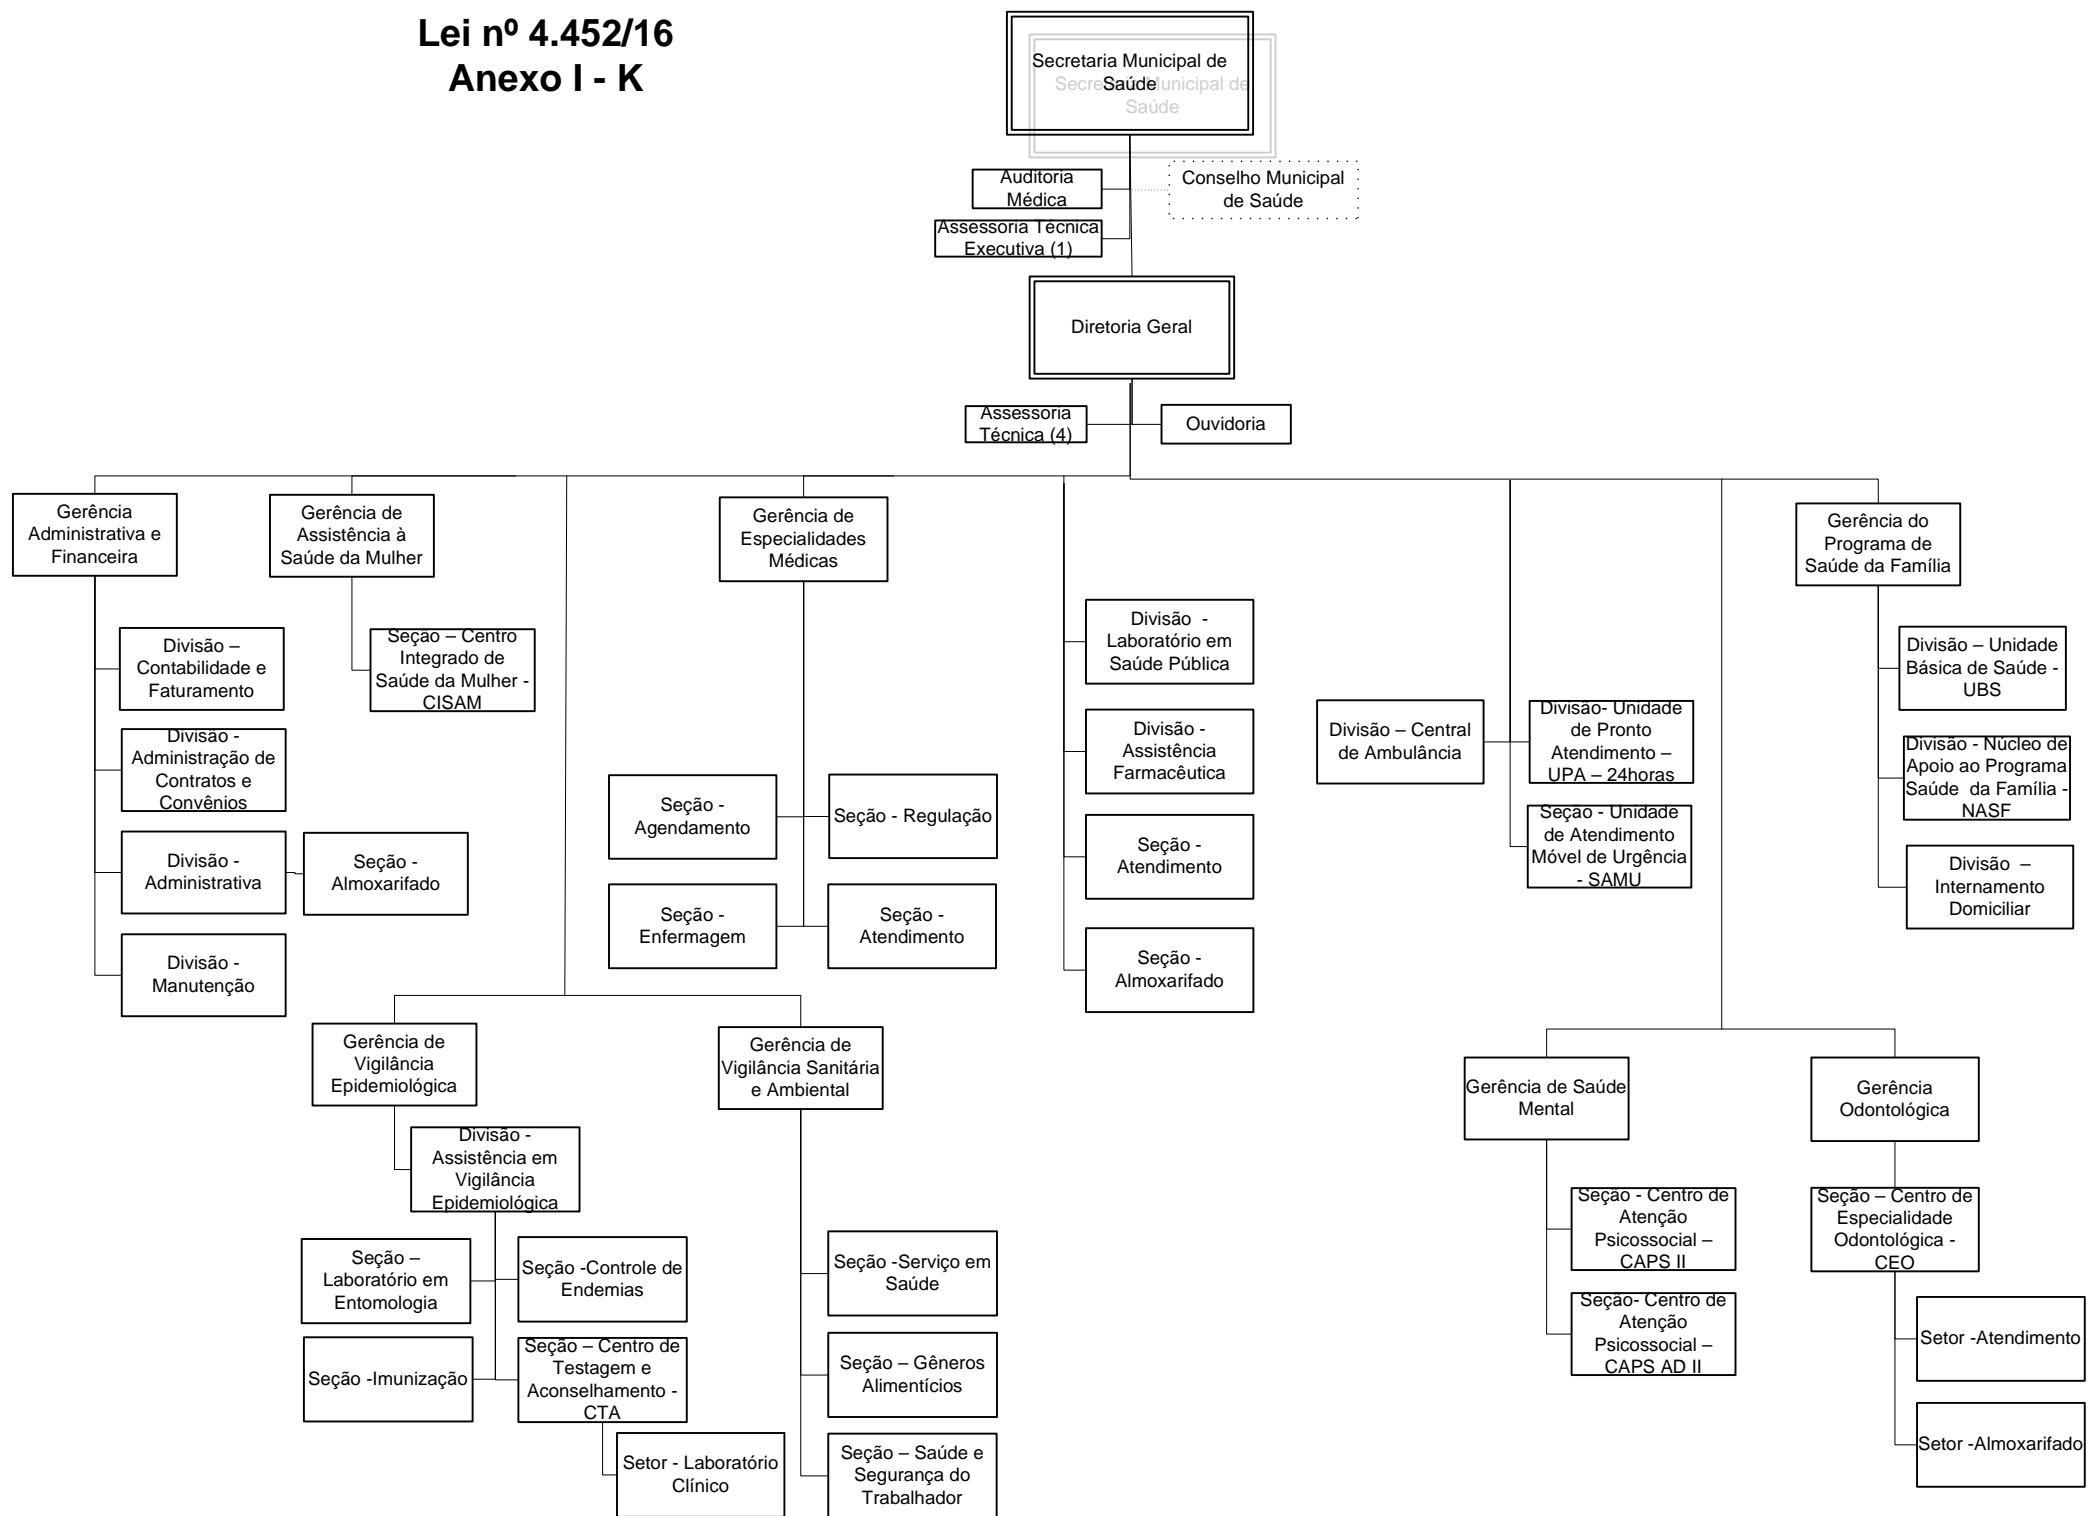 Lei nº 4.452/16
Anexo I - K
Secretaria Municipal de
Saúde
Secretaria Municipal de
Saúde
Auditoria
Médica
Conselho Municipal
de Saúde
Assessoria Técnica
Executiva (1)
Diretoria Geral
Assessoria
Técnica (4)
Ouvidoria
Gerência
Administrativa e
Financeira
Gerência de
Assistência à
Saúde da Mulher
Gerência de
Especialidades
Médicas
Gerência do
Programa de
Saúde da Família
Divisão –
Contabilidade e
Faturamento
Divisão -
Administração de
Contratos e
Convênios
Divisão -
Administrativa
Seção -
Almoxarifado
Divisão -
Manutenção
Seção – Centro
Integrado de
Saúde da Mulher -
CISAM
Seção -
Agendamento
Seção - Regulação
Seção -
Enfermagem
Seção -
Atendimento
Divisão  -
Laboratório em
Saúde Pública
Divisão -
Assistência
Farmacêutica
Seção -
Atendimento
Seção -
Almoxarifado
Divisão – Central
de Ambulância
Divisão- Unidade
de Pronto
Atendimento –
UPA – 24horas
Seção - Unidade
de Atendimento
Móvel de Urgência
- SAMU
Divisão – Unidade
Básica de Saúde -
UBS
Divisão - Núcleo de
Apoio ao Programa
Saúde  da Família -
NASF
Divisão  –
Internamento
Domiciliar
Gerência de
Vigilância
Epidemiológica
Gerência de
Vigilância Sanitária
e Ambiental
Divisão -
Assistência em
Vigilância
Epidemiológica
Seção –
Laboratório em
Entomologia
Seção -Controle de
Endemias
Seção -Imunização
Seção – Centro de
Testagem e
Aconselhamento -
CTA
Setor - Laboratório
Clínico
Seção -Serviço em
Saúde
Seção – Gêneros
Alimentícios
Seção – Saúde e
Segurança do
Trabalhador
Gerência de Saúde
Mental
Gerência
Odontológica
Seção - Centro de
Atenção
Psicossocial –
CAPS II
Seção- Centro de
Atenção
Psicossocial –
CAPS AD II
Seção – Centro de
Especialidade
Odontológica -
CEO
Setor -Atendimento
Setor -Almoxarifado